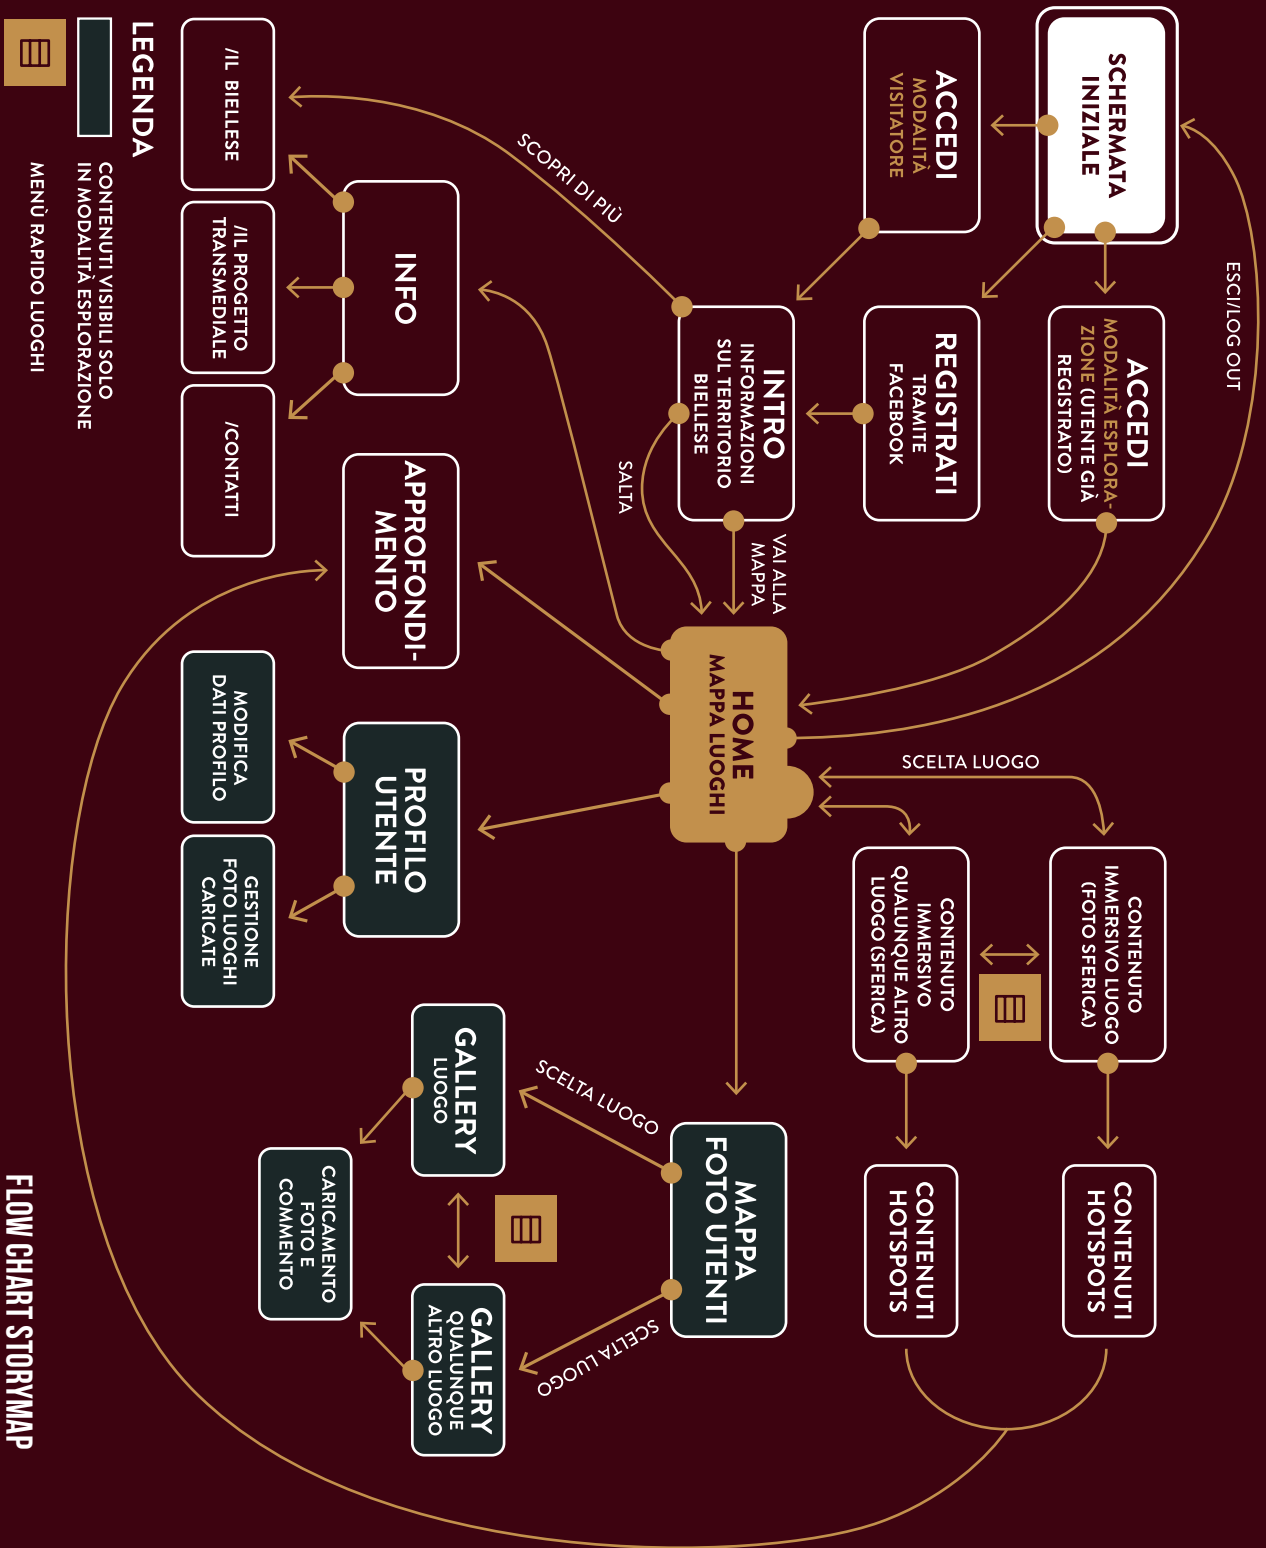 SCHERMATA
INIZIALE
ACCEDI
MODALITÀ
VISITATORE
ACCEDI
MODALITÀ ESPLORA-
ZIONE (UTENTE GIÀ
REGISTRATO)
REGISTRATI
TRAMITE
FACEBOOK
INTRO
INFORMAZIONI
SUL TERRITORIO
BIELLESE
ESCI/LOG OUT
SCOPRI DI PIÙ
SALTA
VAI ALLA
MAPPA
HOME
MAPPA LUOGHI
SCELTA LUOGO
CONTENUTO
IMMERSIVO LUOGO
(FOTO SFERICA)
CONTENUTO
IMMERSIVO
QUALUNQUE ALTRO
LUOGO (SFERICA)
CONTENUTI
HOTSPOTS
CONTENUTI
HOTSPOTS
INFO
/IL BIELLESE
/IL PROGETTO
TRANSMEDIALE
/CONTATTI
APPROFONDI-
MENTO
PROFILO
UTENTE
MODIFICA
DATI PROFILO
GESTIONE
FOTO LUOGHI
CARICATE
MAPPA
FOTO UTENTI
SCELTA LUOGO
SCELTA LUOGO
GALLERY
LUOGO
GALLERY
QUALUNQUE
ALTRO LUOGO
CARICAMENTO
FOTO E
COMMENTO
LEGENDA
CONTENUTI VISIBILI SOLO
IN MODALITÀ ESPLORAZIONE
MENÙ RAPIDO LUOGHI
FLOW CHART STORYMAP